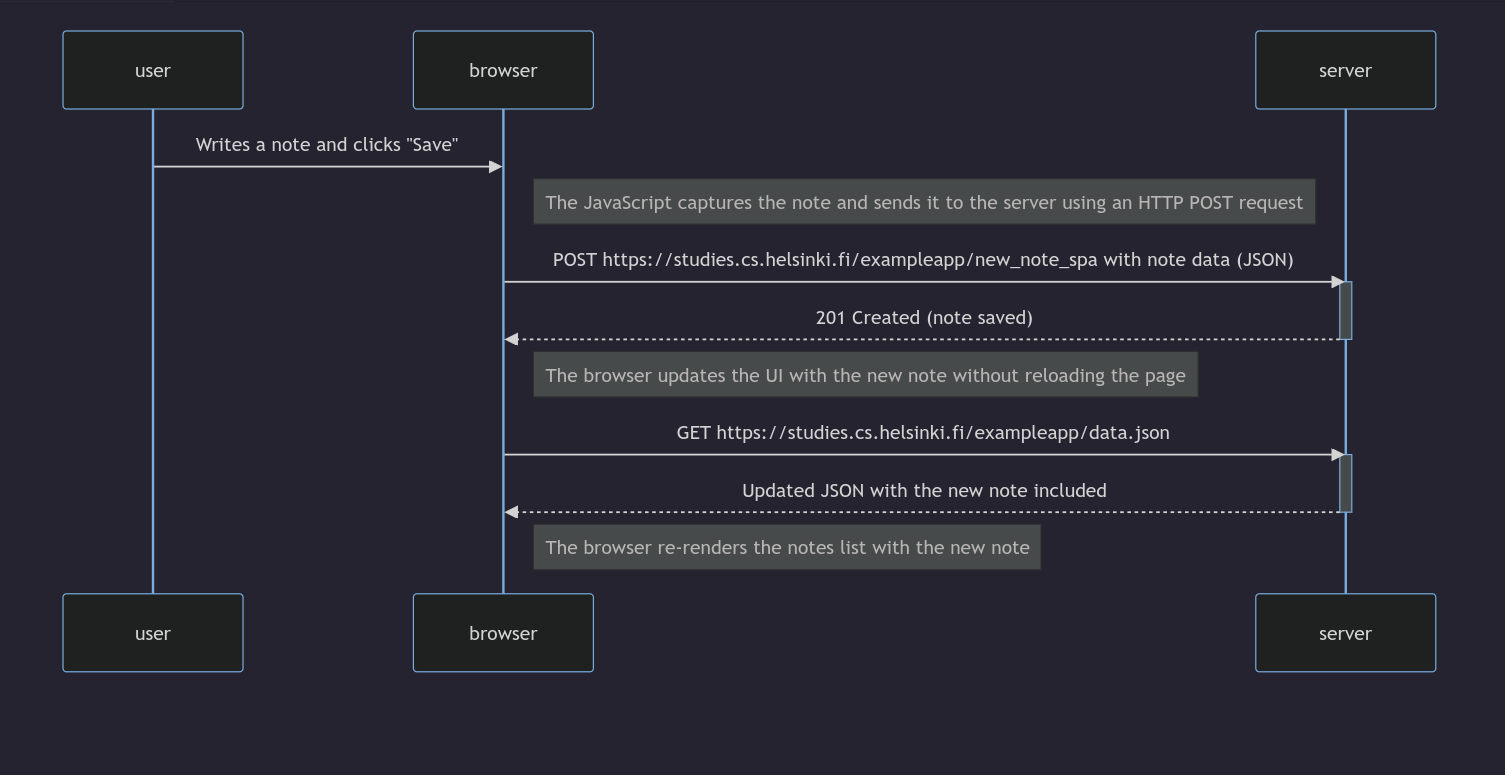 user
browser
server
Writes a note and clicks "Save"
The JavaScript captures the note and sends it to the server using an HTTP POST request
POST https://studies.cs.helsinki.fi/exampleapp/new_note_spa with note data (JSON)
201 Created (note saved)
The browser updates the UI with the new note without reloading the page
GET https://studies.cs.helsinki.fi/exampleapp/data.json
Updated JSON with the new note included
The browser re-renders the notes list with the new note
user
browser
server